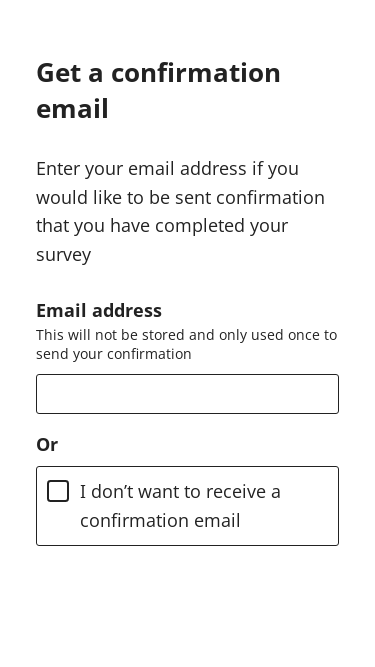 Get a confirmation
email
Enter your email address if you
would like to be sent confirmation
that you have completed your
survey
Email address
This will not be stored and only used once to
send your confirmation
Or
I don’t want to receive a
confirmation email